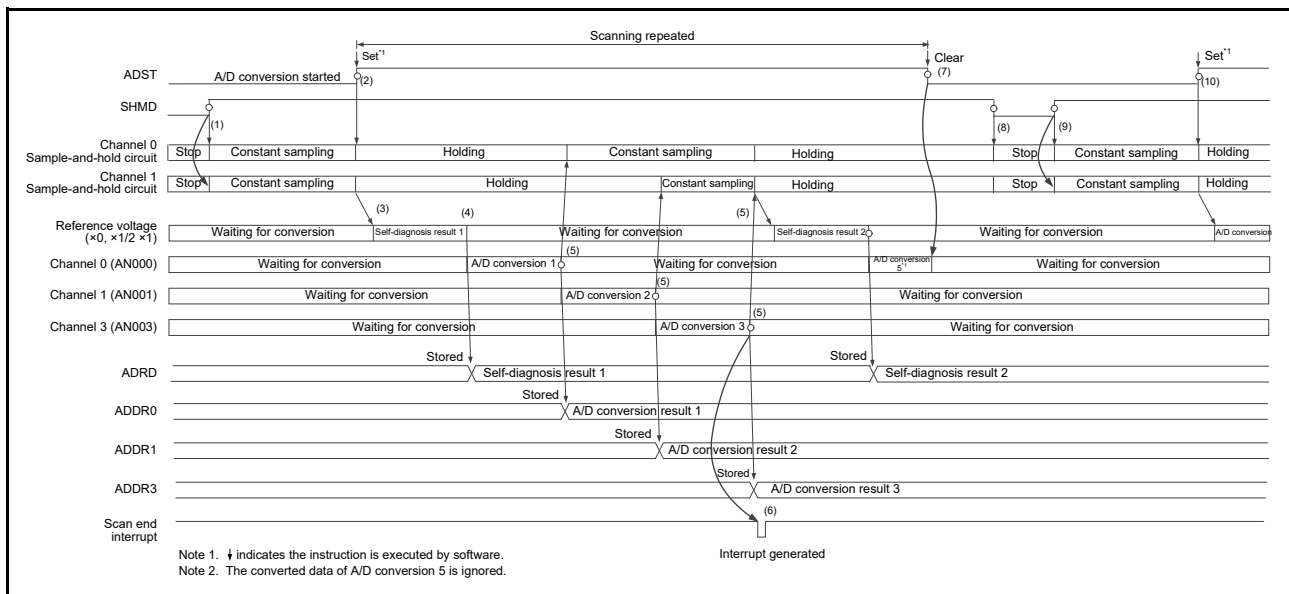 Scanning repeated
Set*1
Clear
Set*1
ADST
A/D conversion started
(2)
(7)
(10)
SHMD
(1)
(8)
(9)
Channel 0
Sample-and-hold circuit
Stop
Constant sampling
Holding
Constant sampling
Holding
Stop
Constant sampling
Holding
Channel 1
Sample-and-hold circuit
Stop
Constant sampling
Holding
Constant sampling
Holding
Stop
Constant sampling
Holding
(3)
(4)
(5)
Reference voltage
(×0, ×1/2 ×1)
Waiting for conversion
Self-diagnosis result 1
Waiting for conversion
Self-diagnosis result 2
Waiting for conversion
A/D conversion
(5)
Channel 0 (AN000)
Waiting for conversion
A/D conversion 1
Waiting for conversion
A/D conversion
5*1
Waiting for conversion
(5)
Channel 1 (AN001)
Waiting for conversion
A/D conversion 2
Waiting for conversion
(5)
Channel 3 (AN003)
Waiting for conversion
A/D conversion 3
Waiting for conversion
Stored
Stored
ADRD
Self-diagnosis result 1
Self-diagnosis result 2
Stored
ADDR0
A/D conversion result 1
Stored
ADDR1
A/D conversion result 2
Stored
ADDR3
A/D conversion result 3
(6)
Scan end
interrupt
Interrupt generated
Note 1. ↓ indicates the instruction is executed by software.
Note 2. The converted data of A/D conversion 5 is ignored.